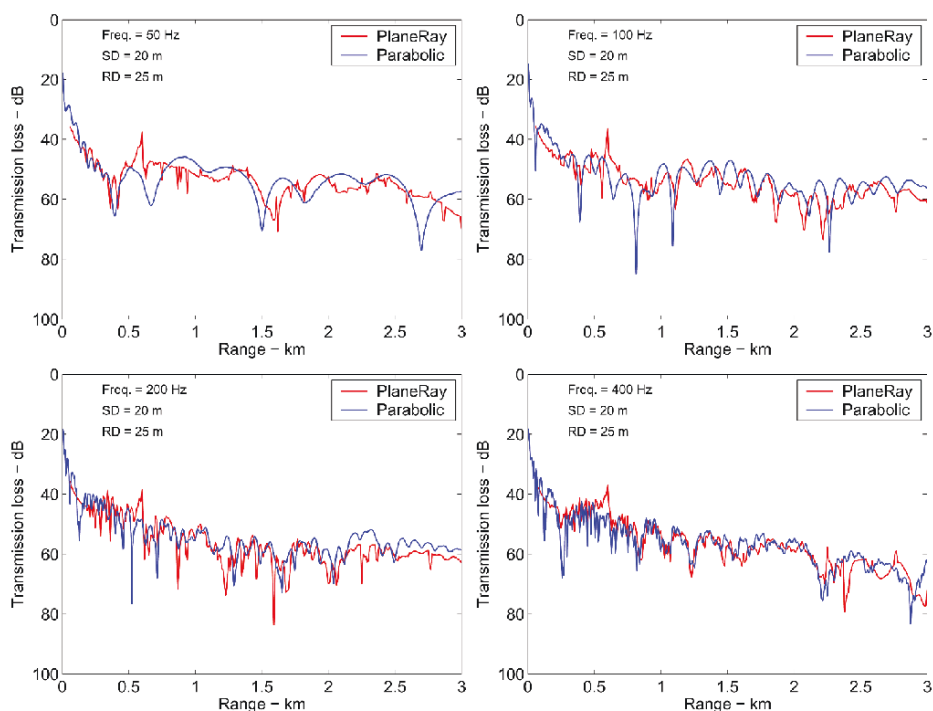 Freq. = 50 Hz
SD = 20 m
RD = 25 m
PlaneRay
Parabolic
Transmission loss – dB
0
20
40
60
80
100
0
0.5
1
1.5
2
2.5
3
Range – km
Freq. = 100 Hz
SD = 20 m
RD = 25 m
PlaneRay
Parabolic
Transmission loss – dB
0
20
40
60
80
100
0
0.5
1
1.5
2
2.5
3
Range – km
Freq. = 200 Hz
SD = 20 m
RD = 25 m
PlaneRay
Parabolic
Transmission loss – dB
0
20
40
60
80
100
0
0.5
1
1.5
2
2.5
3
Range – km
Freq. = 400 Hz
SD = 20 m
RD = 25 m
PlaneRay
Parabolic
Transmission loss – dB
0
20
40
60
80
100
0
0.5
1
1.5
2
2.5
3
Range – km